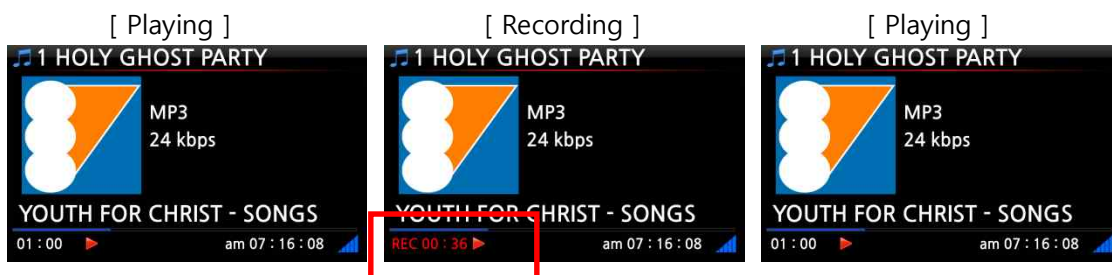 [ Playing ]
1 HOLY GHOST PARTY
MP3
24 kbps
YOUTH FOR CHRIST - SONGS
01 : 00 am 07 : 16 : 08
[ Recording ]
1 HOLY GHOST PARTY
MP3
24 kbps
YOUTH FOR CHRIST - SONGS
REC 00 : 36 am 07 : 16 : 08
[ Playing ]
1 HOLY GHOST PARTY
MP3
24 kbps
YOUTH FOR CHRIST - SONGS
01 : 00 am 07 : 16 : 08